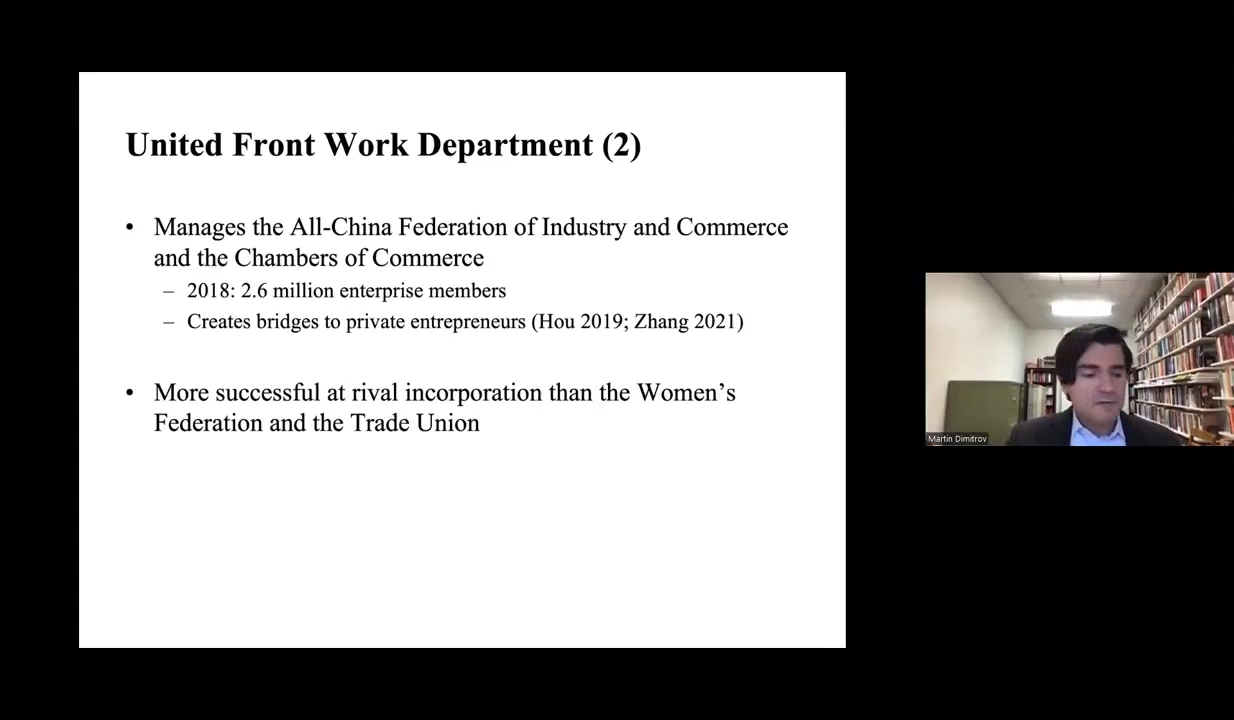 United Front Work Department (2)
• Manages the All-China Federation of Industry and Commerce
and the Chambers of Commerce
– 2018: 2.6 million enterprise members
– Creates bridges to private entrepreneurs (Hou 2019; Zhang 2021)
• More successful at rival incorporation than the Women’s
Federation and the Trade Union
Martin Dimitrov